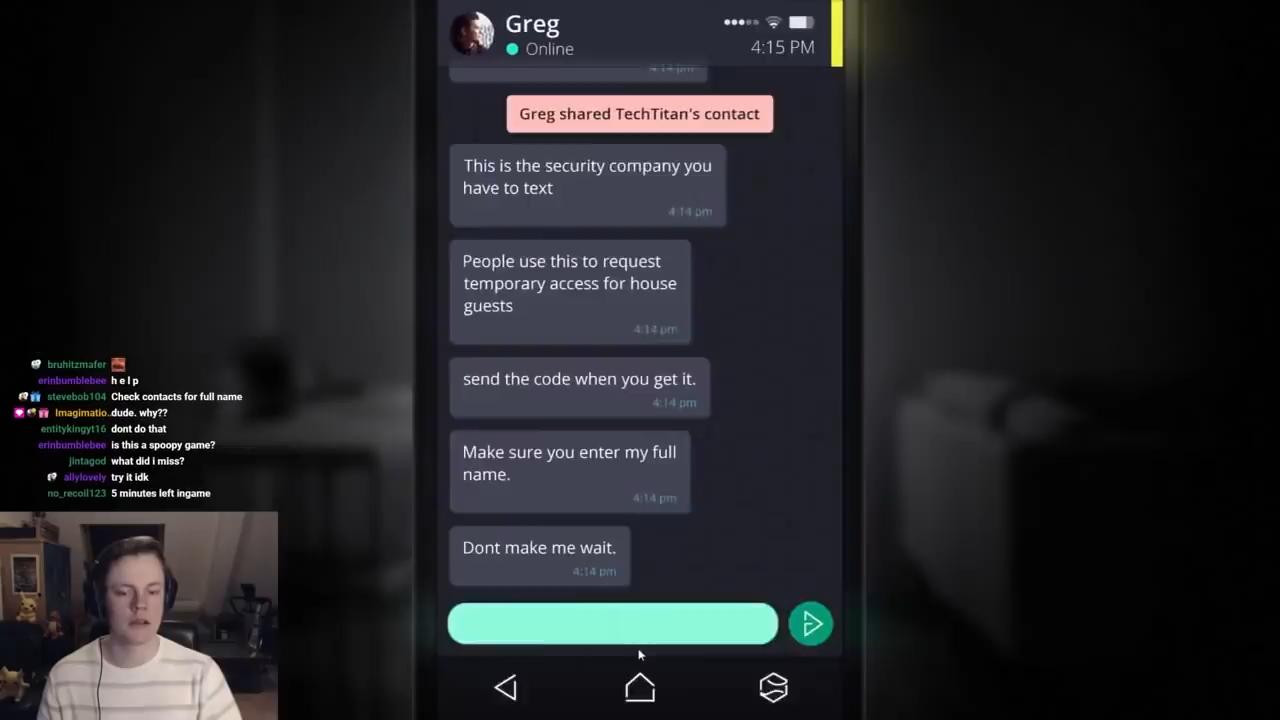 Greg
Online
4:15 PM
4:14 pm
Greg shared TechTitan's contact
This is the security company you
have to text
4:14 pm
People use this to request
temporary access for house
guests
4:14 pm
send the code when you get it.
4:14 pm
Make sure you enter my full
name.
4:14 pm
Dont make me wait.
4:14 pm
bruhitzmafer
erinbumblebee h e l p
stevebob104 Check contacts for full name
Imagimatio.. dude. why??
entitykingyt16 dont do that
erinbumblebee is this a spoopy game?
jintagod what did i miss?
allylovely try it idk
no_recoil123 5 minutes left ingame